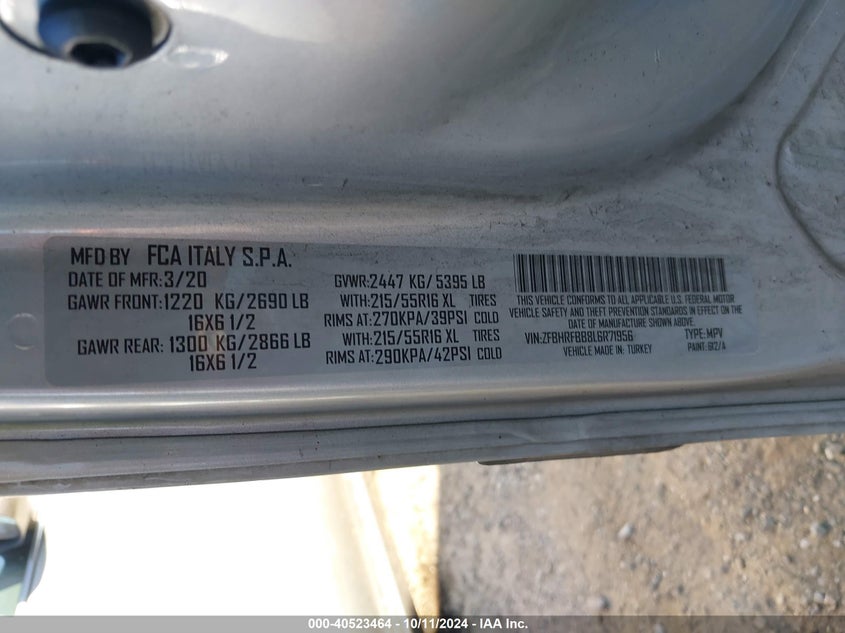 MFD BY FCA ITALY S.P.A.
DATE OF MFR:3/20
GAWR FRONT:1220 KG/2690 LB
16X6 1/2
GAWR REAR: 1300 KG/2866 LB
16X6 1/2
GVWR:2447 KG/5395 LB
WITH:215/55R16 XL TIRES
RIMS AT:270KPA/39PSI COLD
WITH:215/55R16 XL TIRES
RIMS AT:290KPA/42PSI COLD
THIS VEHICLE CONFORMS TO ALL APPLICABLE U.S. FEDERAL MOTOR
VEHICLE SAFETY AND THEFT PREVENTION STANDARDS IN EFFECT ON THE
DATE OF MANUFACTURE SHOWN ABOVE.
VIN:ZFBHRFBB8L6R71956 TYPE:MPV
VEHICLE MADE IN: TURKEY PAINT: 612/A
000-40523464 - 10/11/2024 - IAA Inc.